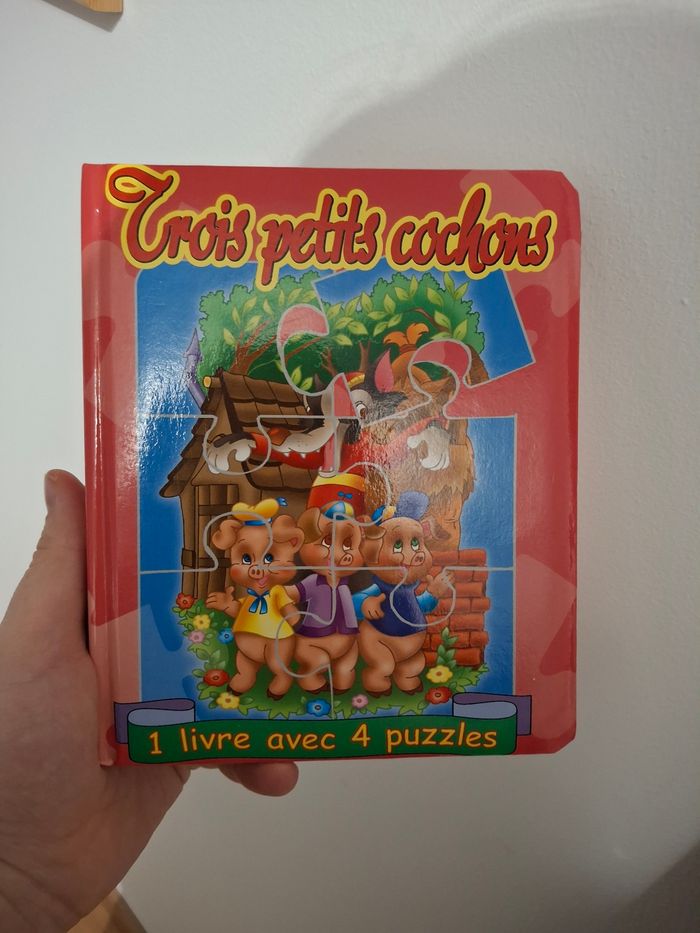 Trois petits cochons
1 livre avec 4 puzzles